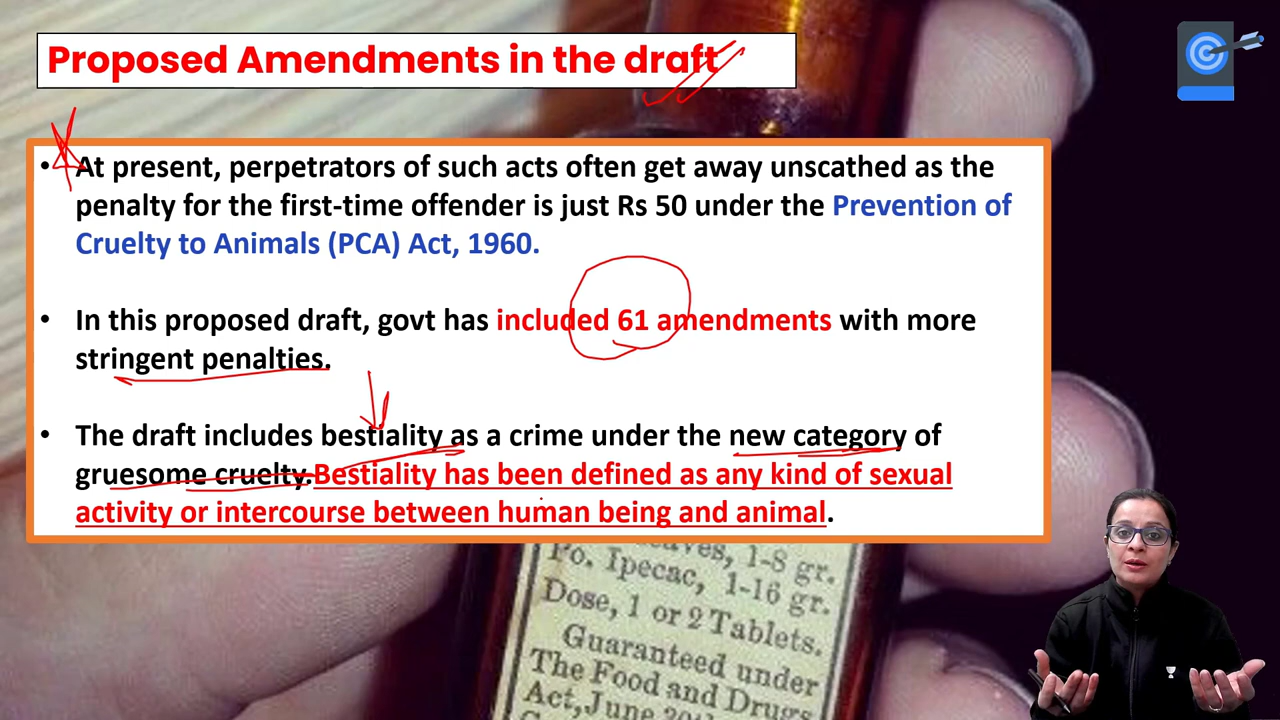 Proposed Amendments in the draft
• At present, perpetrators of such acts often get away unscathed as the
penalty for the first-time offender is just Rs 50 under the Prevention of
Cruelty to Animals (PCA) Act, 1960.
• In this proposed draft, govt has included 61 amendments with more
stringent penalties.
• The draft includes bestiality as a crime under the new category of
gruesome cruelty.Bestiality has been defined as any kind of sexual
activity or intercourse between human being and animal.
1-8 gr.
Po. Ipecac, 1-16 gr.
Dose, 1 or 2 Tablets.
Guaranteed under
The Food and Drugs
Act, June